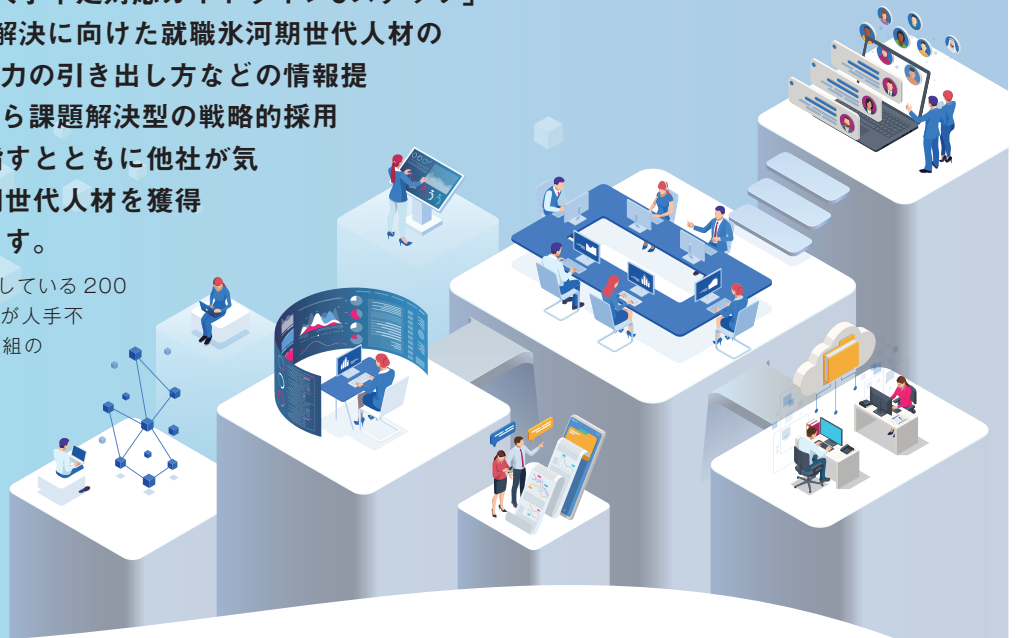 解決に向けた就職氷河期世代人材の
力の引き出し方などの情報提
ら課題解決型の戦略的採用
指すとともに他社が気
世代人材を獲得
す。
している 200
が人手不
組の